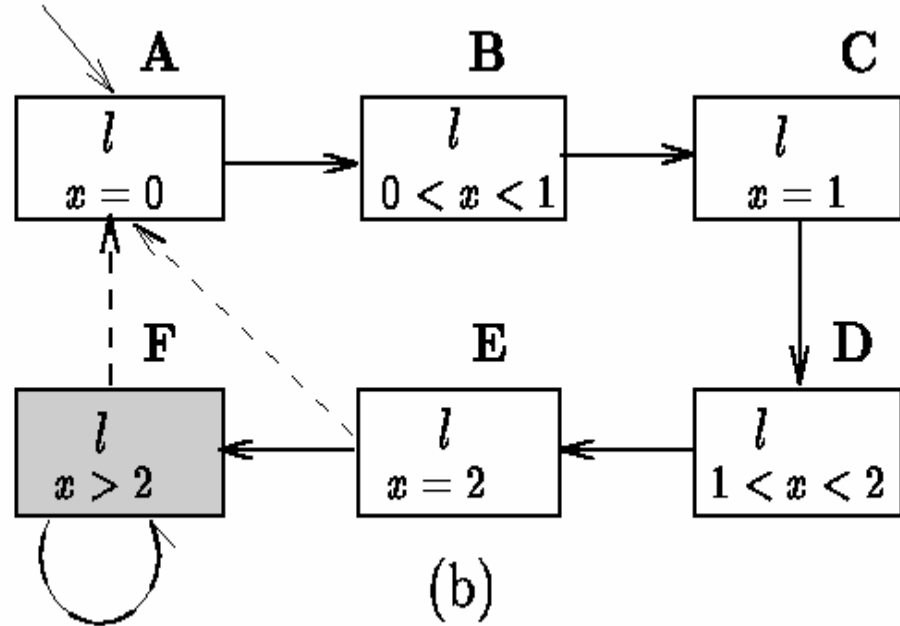 A
l
x = 0
B
l
0 < x < 1
C
l
x = 1
F
l
x > 2
E
l
x = 2
D
l
1 < x < 2
(b)